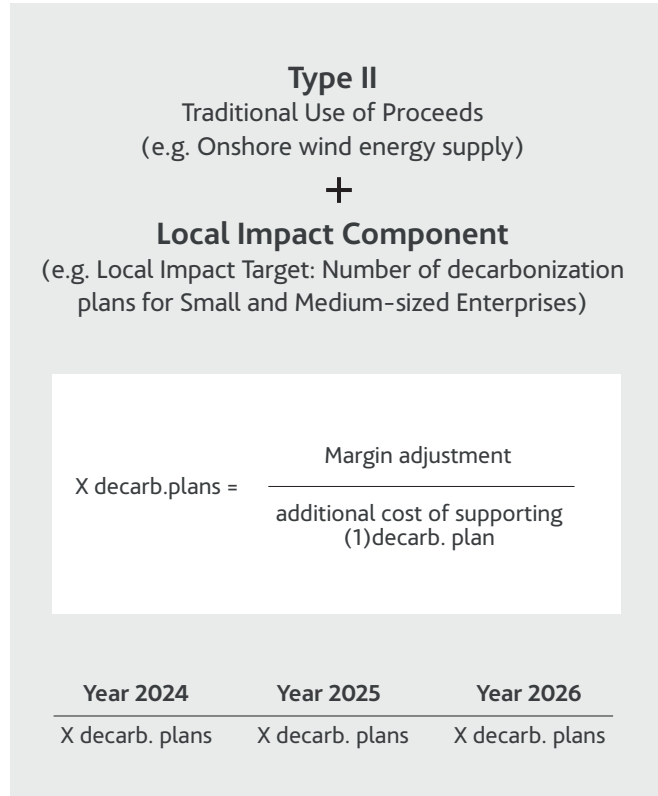 Type II
Traditional Use of Proceeds
(e.g. Onshore wind energy supply)
+
Local Impact Component
(e.g. Local Impact Target: Number of decarbonization
plans for Small and Medium-sized Enterprises)
Margin adjustment
X decarb.plans =
additional cost of supporting
(1)decarb. plan
Year 2024 Year 2025 Year 2026
X decarb. plans X decarb. plans X decarb. plans